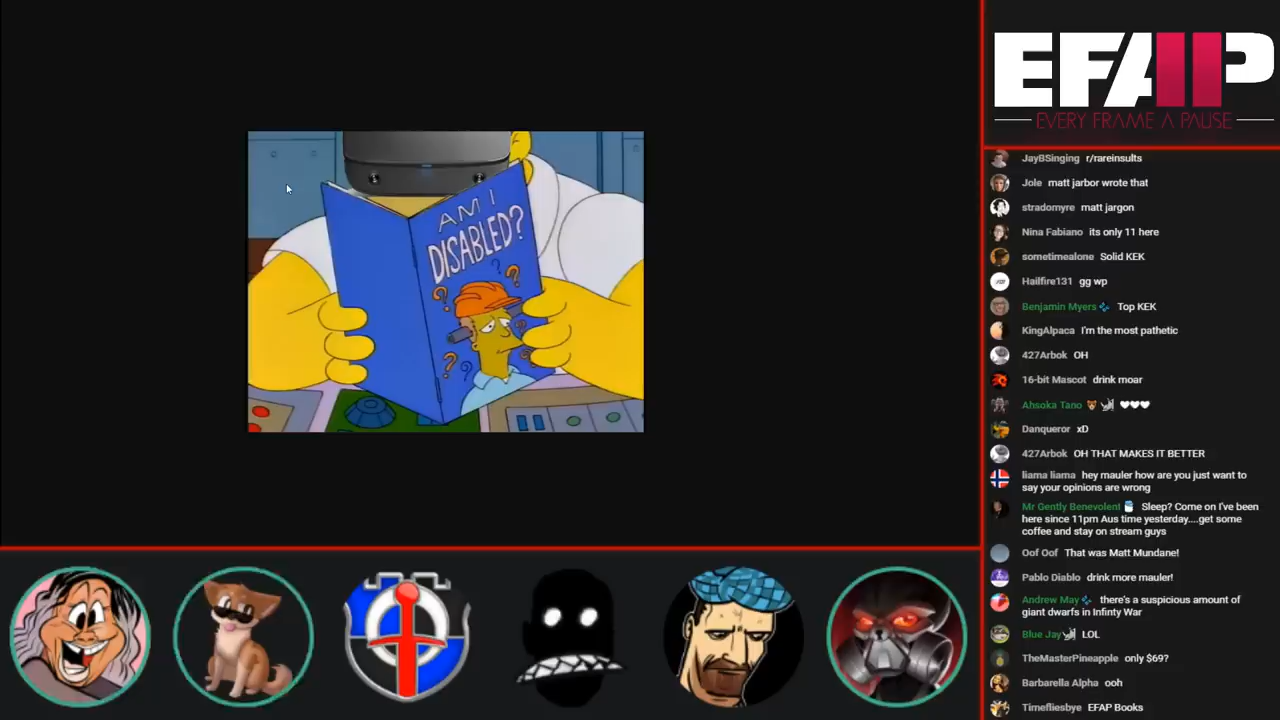 AM I
DISABLED?
EFAP
EVERY FRAME A PAUSE
JayBSinging r/rareinsults
Jole matt jarbor wrote that
stradomyre matt jargon
Nina Fabiano its only 11 here
sometimealone Solid KEK
Hailfire131 gg wp
Benjamin Myers Top KEK
KingAlpaca I'm the most pathetic
427Arbok OH
16-bit Mascot drink moar
Ahsoka Tano
Danqueror xD
427Arbok OH THAT MAKES IT BETTER
liama liama hey mauler how are you just want to
say your opinions are wrong
Mr Gently Benevolent Sleep? Come on I've been
here since 11pm Aus time yesterday....get some
coffee and stay on stream guys
Oof Oof That was Matt Mundane!
Pablo Diablo drink more mauler!
Andrew May there's a suspicious amount of
giant dwarfs in Infinty War
Blue Jay LOL
TheMasterPineapple only $69?
Barbarella Alpha ooh
Timefliesbye EFAP Books